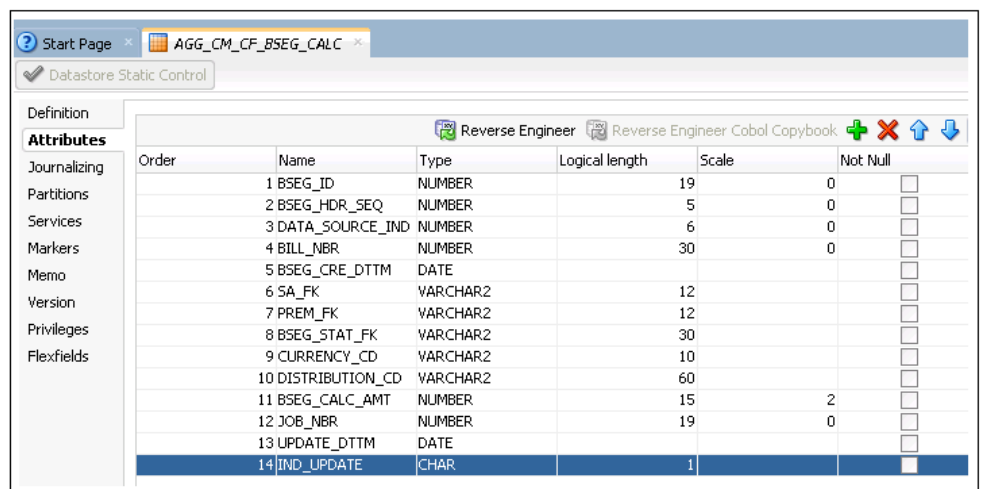 Start Page AGG_CM_CF_BSEG_CALC
Datastore Static Control
Definition
Attributes
Journalizing
Partitions
Services
Markers
Memo
Version
Privileges
Flexfields
Reverse Engineer Reverse Engineer Cobol Copybook
Order Name Type Logical length Scale Not Null
1 BSEG_ID NUMBER 19 0
2 BSEG_HDR_SEQ NUMBER 5 0
3 DATA_SOURCE_IND NUMBER 6 0
4 BILL_NBR NUMBER 30 0
5 BSEG_CRE_DTTM DATE
6 SA_FK VARCHAR2 12
7 PREM_FK VARCHAR2 12
8 BSEG_STAT_FK VARCHAR2 30
9 CURRENCY_CD VARCHAR2 10
10 DISTRIBUTION_CD VARCHAR2 60
11 BSEG_CALC_AMT NUMBER 15 2
12 JOB_NBR NUMBER 19 0
13 UPDATE_DTTM DATE
14 IND_UPDATE CHAR 1